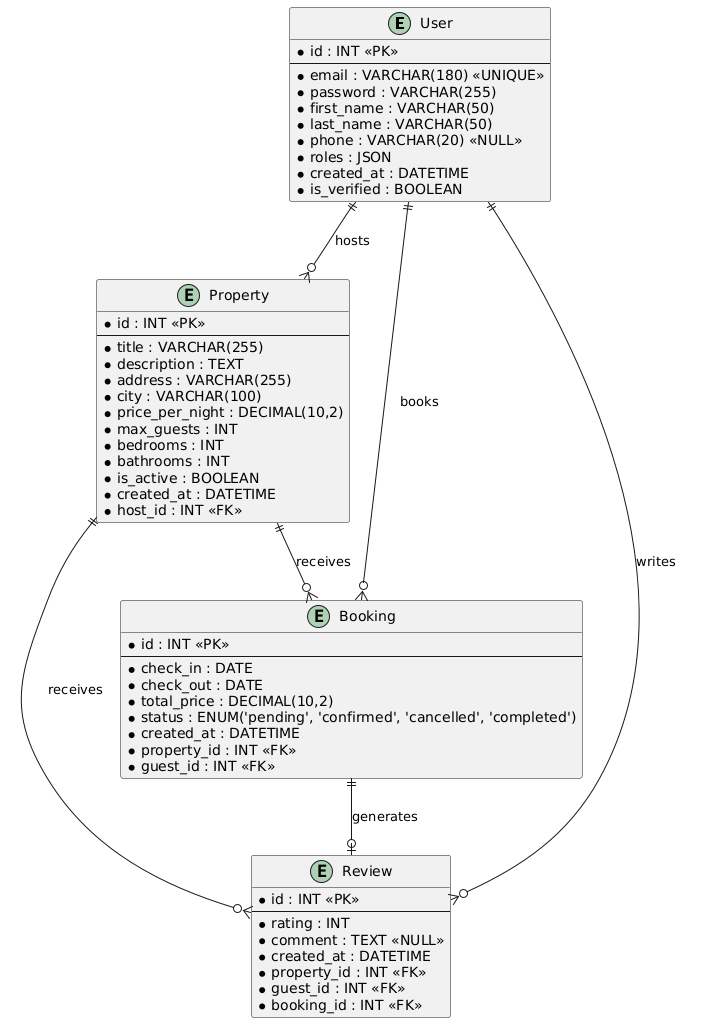 E User
id : INT «PK»
email : VARCHAR(180) «UNIQUE»
password : VARCHAR(255)
first_name : VARCHAR(50)
last_name : VARCHAR(50)
phone : VARCHAR(20) «NULL»
roles : JSON
created_at : DATETIME
is_verified : BOOLEAN
hosts
E Property
id : INT «PK»
title : VARCHAR(255)
description : TEXT
address : VARCHAR(255)
city : VARCHAR(100)
price_per_night : DECIMAL(10,2)
max_guests : INT
bedrooms : INT
bathrooms : INT
is_active : BOOLEAN
created_at : DATETIME
host_id : INT «FK»
books
receives
writes
E Booking
id : INT «PK»
check_in : DATE
check_out : DATE
total_price : DECIMAL(10,2)
status : ENUM('pending', 'confirmed', 'cancelled', 'completed')
created_at : DATETIME
property_id : INT «FK»
guest_id : INT «FK»
receives
generates
E Review
id : INT «PK»
rating : INT
comment : TEXT «NULL»
created_at : DATETIME
property_id : INT «FK»
guest_id : INT «FK»
booking_id : INT «FK»